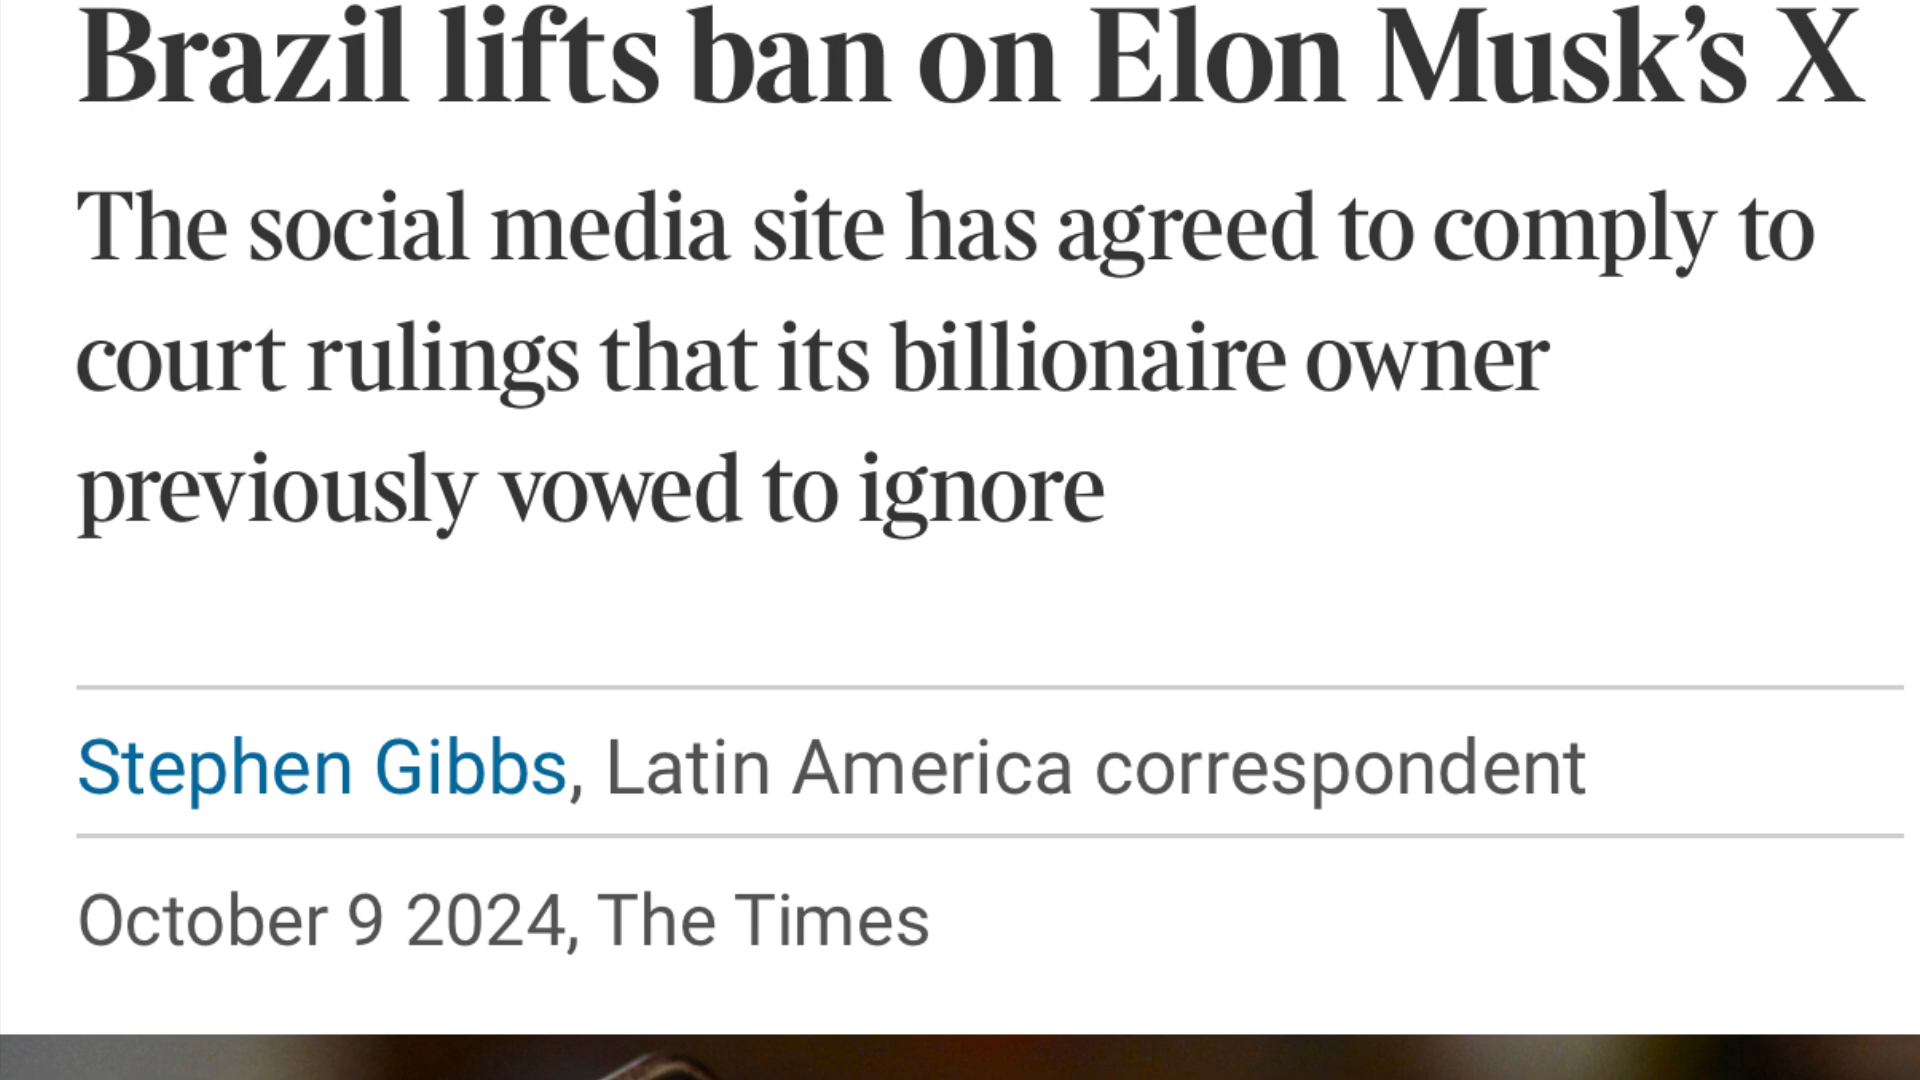 Brazil lifts ban on Elon Musk’s X
The social media site has agreed to comply to
court rulings that its billionaire owner
previously vowed to ignore
Stephen Gibbs, Latin America correspondent
October 9 2024, The Times